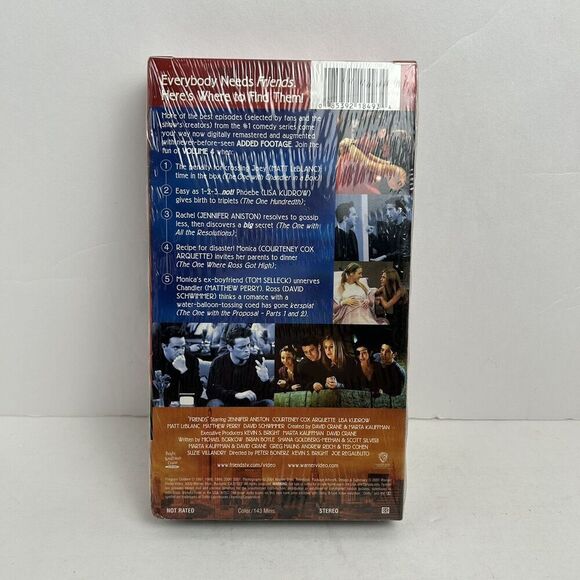 Everybody Needs Friends
Here's Where to Find Them!
More of the best episodes (selected by fans and the
show's creators) from the #1 comedy series come
your way now digitally remastered and augmented
with never-before-seen ADDED FOOTAGE. Join the
fun of VOLUME 4
1 The penalty for crossing Joey (MATT LeBLANC)
time in the box (The One with Chandler in a Box);
2 Easy as 1-2-3...not! Phoebe (LISA KUDROW)
gives birth to triplets (The One Hundredth);
3 Rachel (JENNIFER ANISTON) resolves to gossip
less, then discovers a big secret (The One with
All the Resolutions);
4 Recipe for disaster! Monica (COURTENEY COX
ARQUETTE) invites her parents to dinner
(The One Where Ross Got High);
5 Monica's ex-boyfriend (TOM SELLECK) unnerves
Chandler (MATTHEW PERRY). Ross (DAVID
SCHWIMMER) thinks a romance with a
water-balloon-tossing coed has gone kersplat
(The One with the Proposal - Parts 1 and 2).
"FRIENDS" Starring JENNIFER ANISTON COURTENEY COX ARQUETTE LISA KUDROW
MATT LeBLANC MATTHEW PERRY DAVID SCHWIMMER Created by DAVID CRANE & MARTA KAUFFMAN
Executive Producers KEVIN S. BRIGHT MARTA KAUFFMAN DAVID CRANE
Written by MICHAEL BORKOW BRIAN BOYLE SHANA GOLDBERG-MEEHAN & SCOTT SILVERI
MARTA KAUFFMAN & DAVID CRANE GREG MALINS ANDREW REICH & TED COHEN
SUZIE VILLANDRY Directed by PETER BONERZ KEVIN S. BRIGHT JOE REGALBUTO
www.friendstv.com/video www.warnervideo.com
NOT RATED Color/143 Mins. STEREO